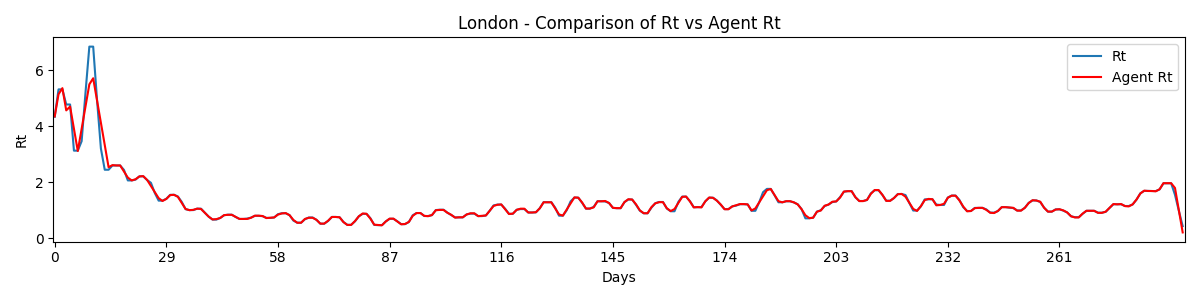 London - Comparison of Rt vs Agent Rt
Rt
Agent Rt
Rt
6
4
2
0
0 29 58 87 116 145 174 203 232 261
Days